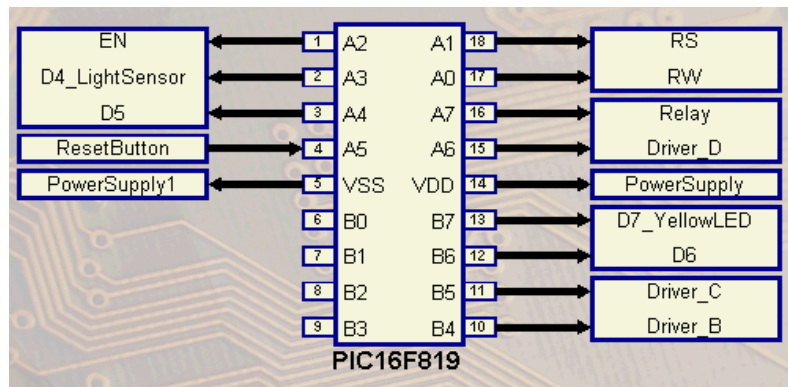 EN 1 A2 A1 18 RS
D4_LightSensor 2 A3 A0 17 RW
D5 3 A4 A7 16 Relay
ResetButton 4 A5 A6 15 Driver_D
PowerSupply1 5 VSS VDD 14 PowerSupply
6 B0 B7 13 D7_YellowLED
7 B1 B6 12 D6
8 B2 B5 11 Driver_C
9 B3 B4 10 Driver_B
PIC16F819